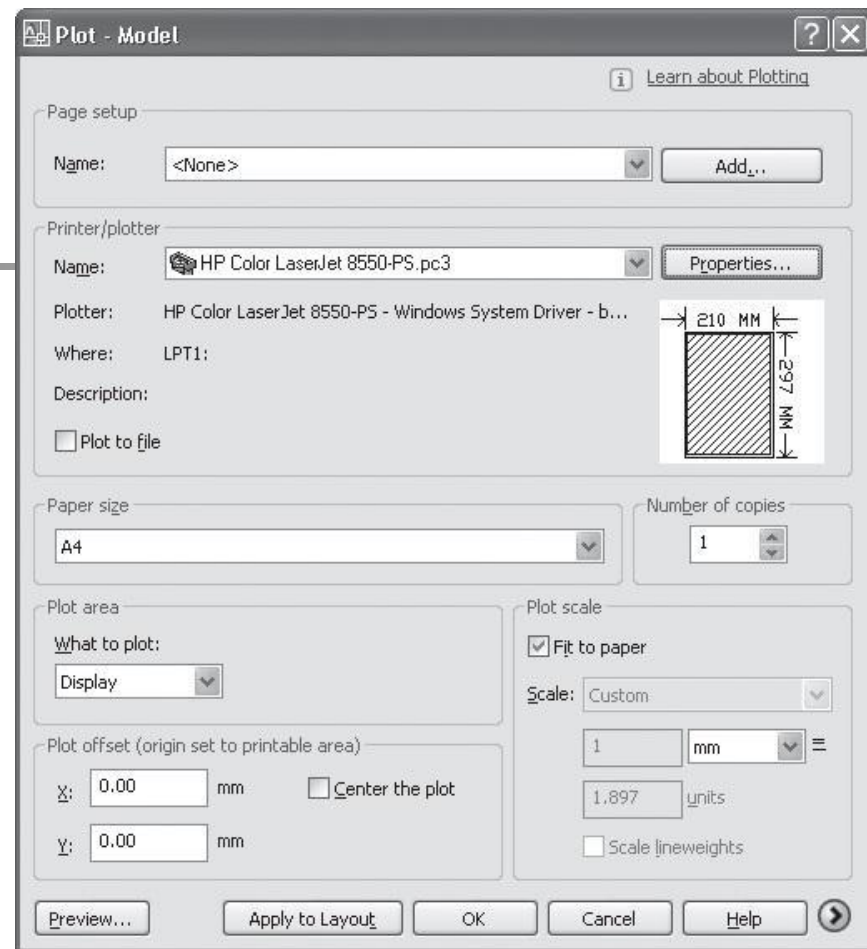 Plot - Model
Learn about Plotting
Page setup
Name: <None> Add...
Printer/plotter
Name: HP Color LaserJet 8550-PS.pc3 Properties...
Plotter: HP Color LaserJet 8550-PS - Windows System Driver - b...
Where: LPT1:
Description:
Plot to file
210 MM
297 MM
Paper size
A4
Number of copies
1
Plot area
What to plot:
Display
Plot offset (origin set to printable area)
X: 0.00 mm Center the plot
Y: 0.00 mm
Plot scale
Fit to paper
Scale: Custom
1 mm =
1.897 units
Scale lineweights
Preview... Apply to Layout OK Cancel Help